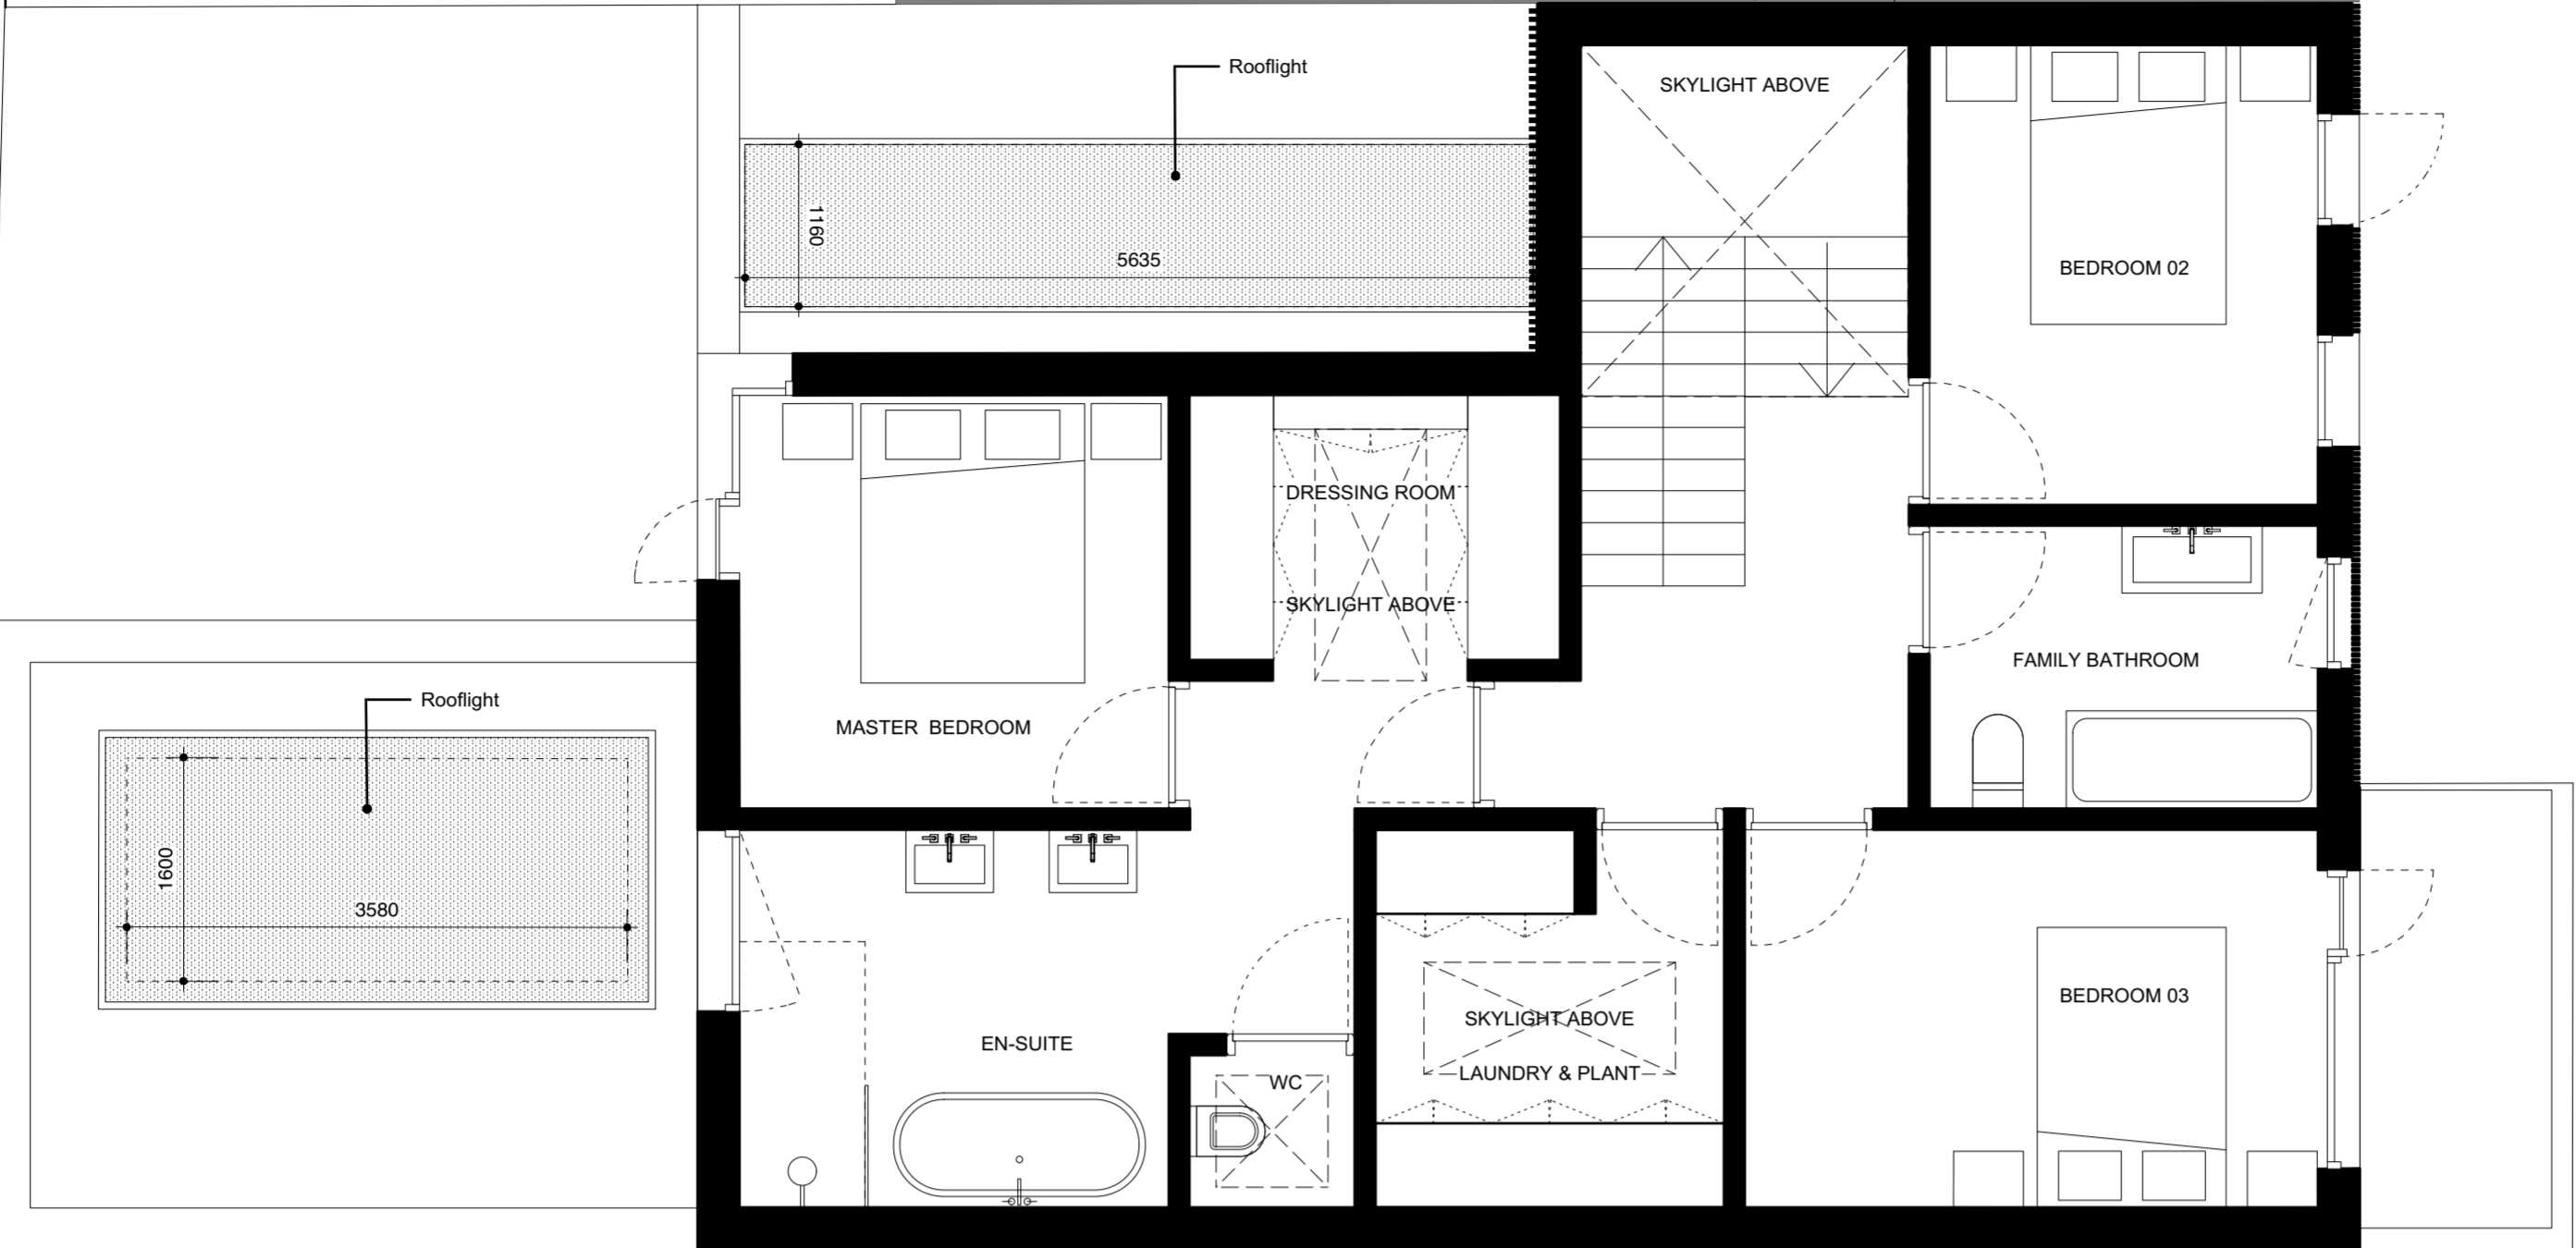 Rooflight
SKYLIGHT ABOVE
1160
5635
BEDROOM 02
DRESSING ROOM
SKYLIGHT ABOVE
FAMILY BATHROOM
Rooflight
MASTER BEDROOM
1600
3580
BEDROOM 03
SKYLIGHT ABOVE
EN-SUITE
LAUNDRY & PLANT
WC